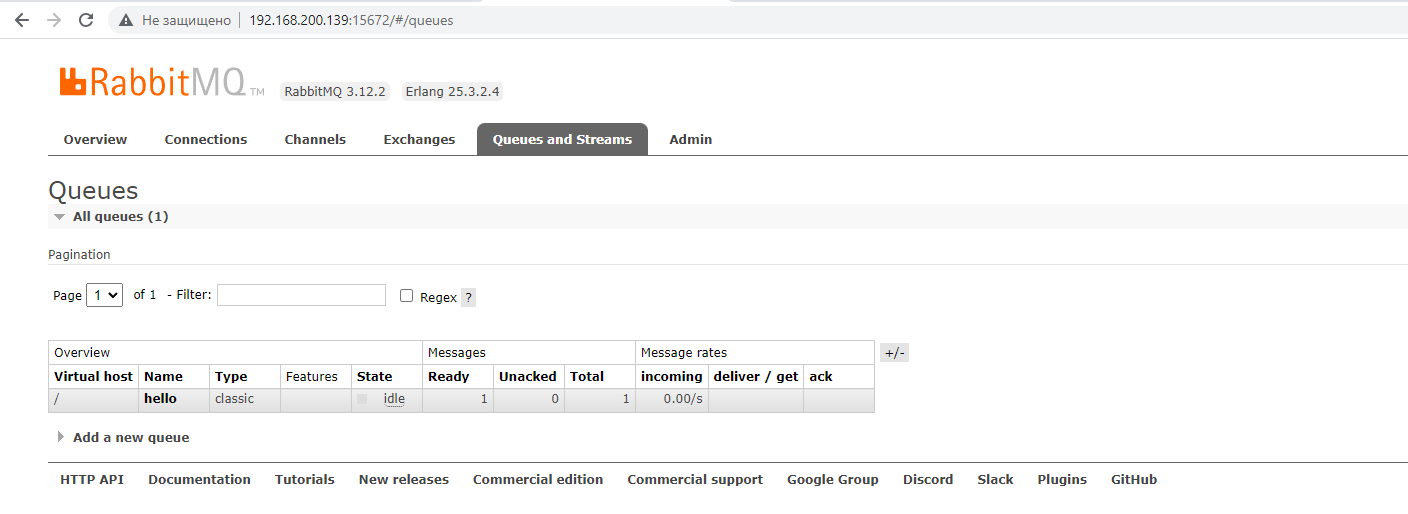 Не защищено 192.168.200.139:15672/#/queues
RabbitMQ TM RabbitMQ 3.12.2 Erlang 25.3.2.4
Overview Connections Channels Exchanges Queues and Streams Admin
Queues
All queues (1)
Pagination
Page 1 of 1 - Filter: Regex ?
Overview Messages Message rates +/-
Virtual host Name Type Features State Ready Unacked Total incoming deliver / get ack
/ hello classic idle 1 0 1 0.00/s
Add a new queue
HTTP API Documentation Tutorials New releases Commercial edition Commercial support Google Group Discord Slack Plugins GitHub